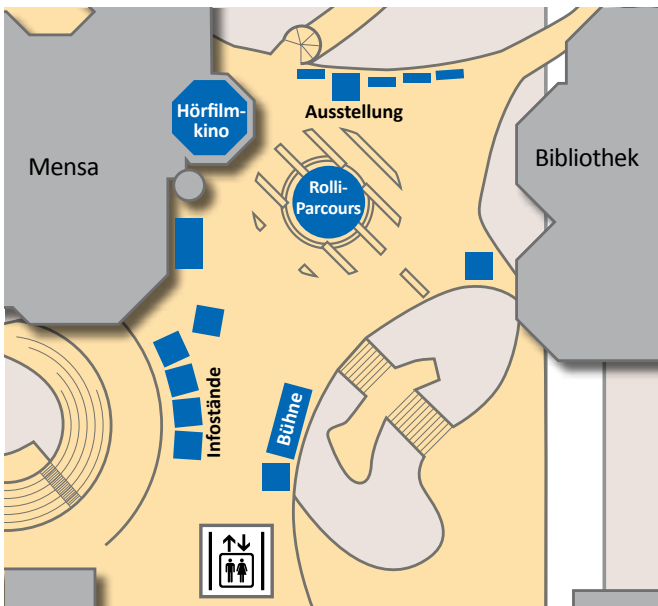 Hörfilm-
kino
Ausstellung
Mensa
Bibliothek
Rolli-
Parcours
Infostände
Bühne